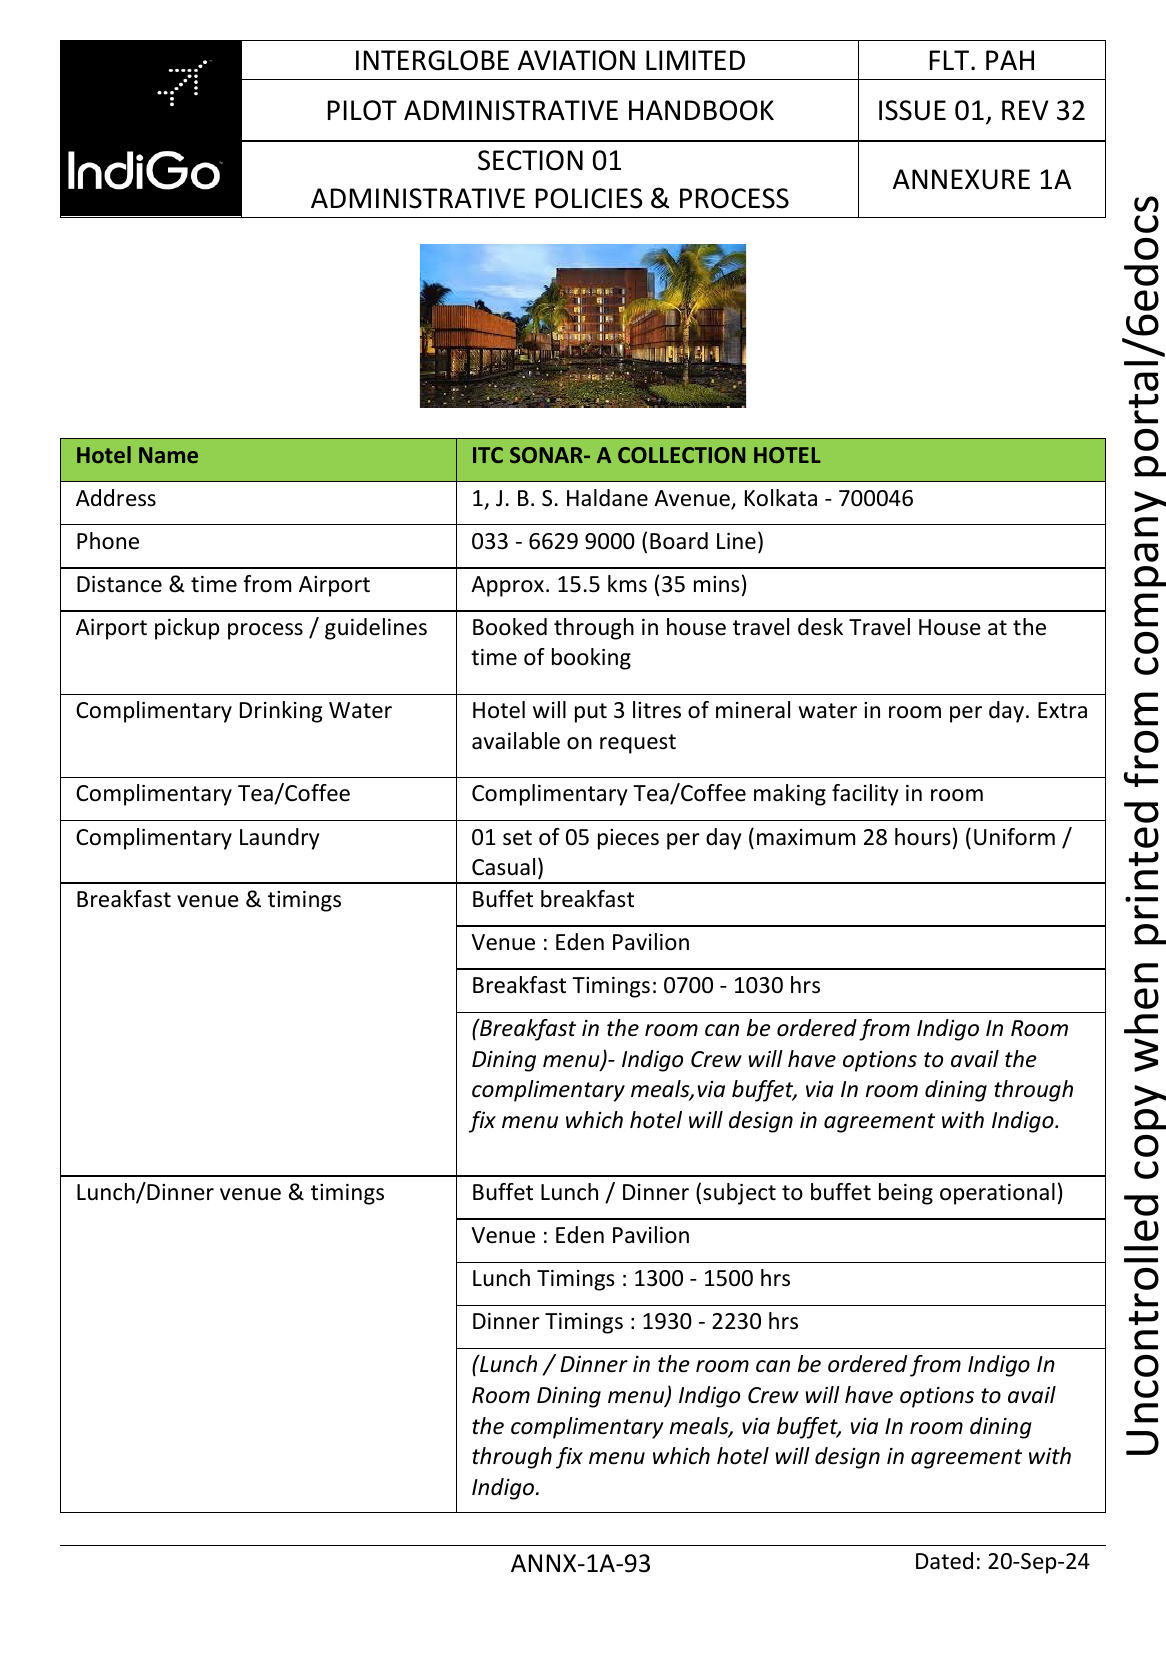 IndiGo
INTERGLOBE AVIATION LIMITED
FLT. PAH
PILOT ADMINISTRATIVE HANDBOOK
ISSUE 01, REV 32
SECTION 01
ADMINISTRATIVE POLICIES & PROCESS
ANNEXURE 1A
Hotel Name
ITC SONAR- A COLLECTION HOTEL
Address
1, J. B. S. Haldane Avenue, Kolkata - 700046
Phone
033 - 6629 9000 (Board Line)
Distance & time from Airport
Approx. 15.5 kms (35 mins)
Airport pickup process / guidelines
Booked through in house travel desk Travel House at the
time of booking
Complimentary Drinking Water
Hotel will put 3 litres of mineral water in room per day. Extra
available on request
Complimentary Tea/Coffee
Complimentary Tea/Coffee making facility in room
Complimentary Laundry
01 set of 05 pieces per day (maximum 28 hours) (Uniform /
Casual)
Breakfast venue & timings
Buffet breakfast
Venue : Eden Pavilion
Breakfast Timings: 0700 - 1030 hrs
(Breakfast in the room can be ordered from Indigo In Room
Dining menu)- Indigo Crew will have options to avail the
complimentary meals,via buffet, via In room dining through
fix menu which hotel will design in agreement with Indigo.
Lunch/Dinner venue & timings
Buffet Lunch / Dinner (subject to buffet being operational)
Venue : Eden Pavilion
Lunch Timings : 1300 - 1500 hrs
Dinner Timings : 1930 - 2230 hrs
(Lunch / Dinner in the room can be ordered from Indigo In
Room Dining menu) Indigo Crew will have options to avail
the complimentary meals, via buffet, via In room dining
through fix menu which hotel will design in agreement with
Indigo.
ANNX-1A-93
Dated: 20-Sep-24
Uncontrolled copy when printed from company portal/6edocs